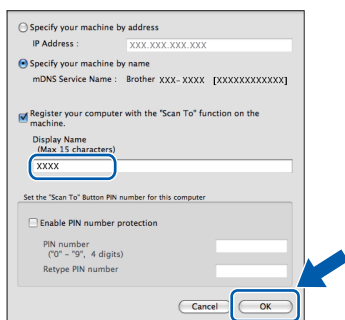 Specify your machine by address
IP Address : XXX.XXX.XXX.XXX
Specify your machine by name
mDNS Service Name : Brother XXX-XXXX [XXXXXXXXXXXX]
Register your computer with the "Scan To" function on the
machine.
Display Name
(Max 15 characters)
XXXX
Set the "Scan To" Button PIN number for this computer
Enable PIN number protection
PIN number
("0" - "9", 4 digits)
Retype PIN number
Cancel OK